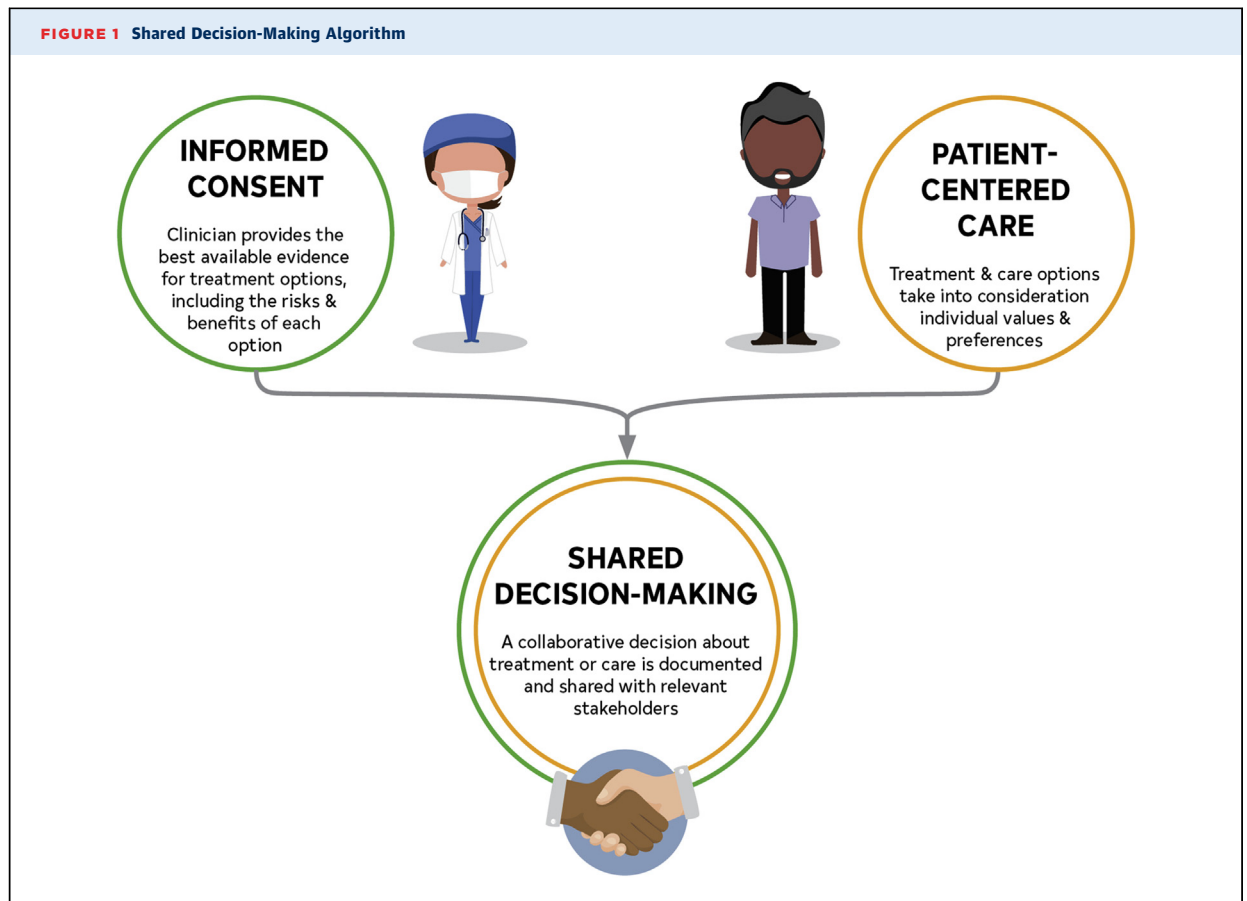 FIGURE 1 Shared Decision-Making Algorithm
INFORMED
CONSENT
Clinician provides the
best available evidence
for treatment options,
including the risks &
benefits of each
option
PATIENT-
CENTERED
CARE
Treatment & care options
take into consideration
individual values &
preferences
SHARED
DECISION-MAKING
A collaborative decision about
treatment or care is documented
and shared with relevant
stakeholders